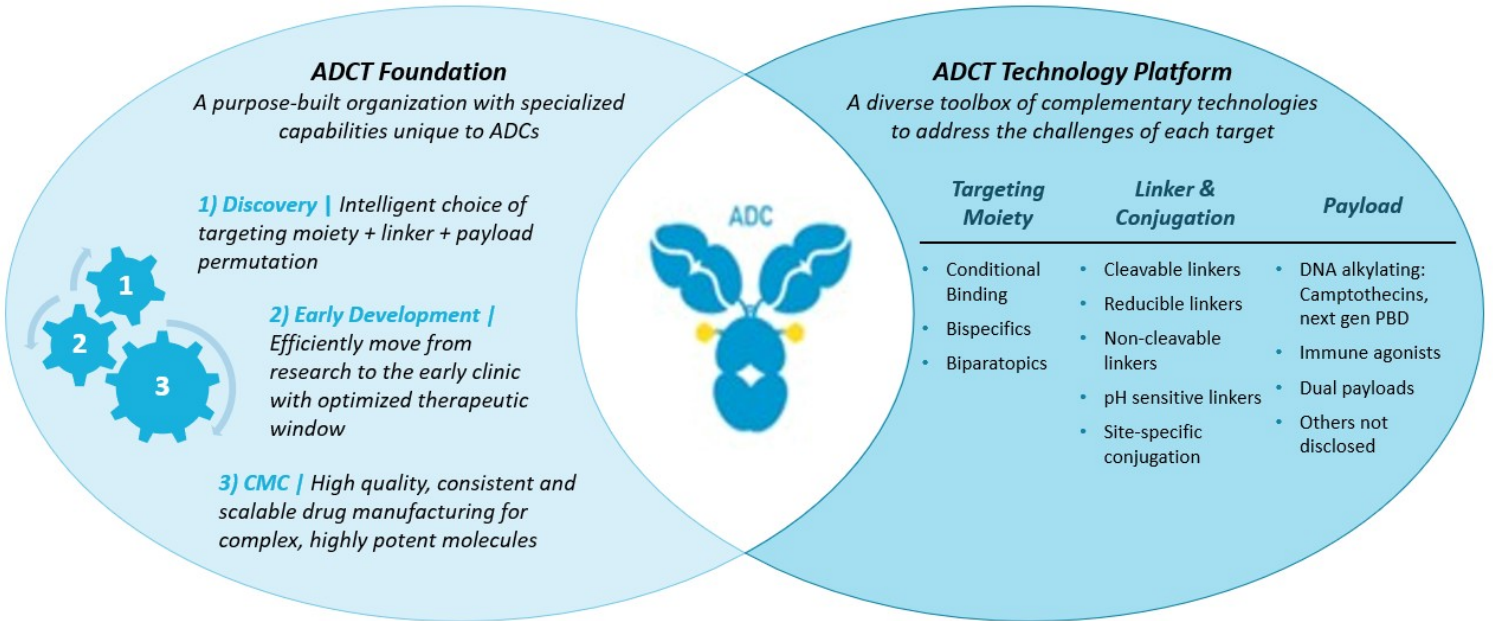 ADCT Foundation
A purpose-built organization with specialized
capabilities unique to ADCs
1) Discovery | Intelligent choice of
targeting moiety + linker + payload
permutation
2) Early Development |
Efficiently move from
research to the early clinic
with optimized therapeutic
window
3) CMC | High quality, consistent and
scalable drug manufacturing for
complex, highly potent molecules
1
2
3
ADC
ADCT Technology Platform
A diverse toolbox of complementary technologies
to address the challenges of each target
Targeting
Moiety
• Conditional
Binding
• Bispecifics
• Biparatopics
Linker &
Conjugation
• Cleavable linkers
• Reducible linkers
• Non-cleavable
linkers
• pH sensitive linkers
• Site-specific
conjugation
Payload
• DNA alkylating:
Camptothecins,
next gen PBD
• Immune agonists
• Dual payloads
• Others not
disclosed